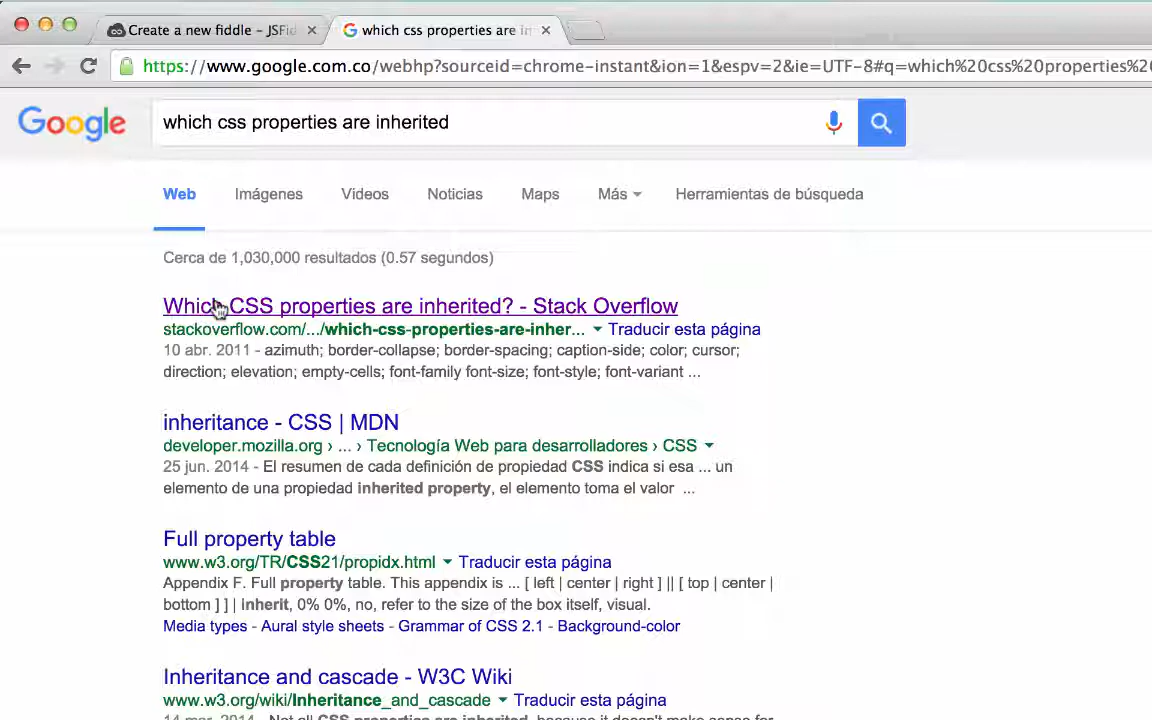 Create a new fiddle - JSFid
which css properties are in
https://www.google.com.co/webhp?sourceid=chrome-instant&ion=1&espv=2&ie=UTF-8#q=which%20css%20properties%20
Google
which css properties are inherited
Web Imágenes Videos Noticias Maps Más Herramientas de búsqueda
Cerca de 1,030,000 resultados (0.57 segundos)
Which CSS properties are inherited? - Stack Overflow
stackoverflow.com/.../which-css-properties-are-inher... Traducir esta página
10 abr. 2011 - azimuth; border-collapse; border-spacing; caption-side; color; cursor;
direction; elevation; empty-cells; font-family font-size; font-style; font-variant ...
inheritance - CSS | MDN
developer.mozilla.org › ... › Tecnología Web para desarrolladores › CSS
25 jun. 2014 - El resumen de cada definición de propiedad CSS indica si esa ... un
elemento de una propiedad inherited property, el elemento toma el valor ...
Full property table
www.w3.org/TR/CSS21/propidx.html Traducir esta página
Appendix F. Full property table. This appendix is ... [ left | center | right ] || [ top | center |
bottom ] ] | inherit, 0% 0%, no, refer to the size of the box itself, visual.
Media types - Aural style sheets - Grammar of CSS 2.1 - Background-color
Inheritance and cascade - W3C Wiki
www.w3.org/wiki/Inheritance_and_cascade Traducir esta página
14 mar. 2014 - Not all CSS properties are inherited, because it doesn't make sense for